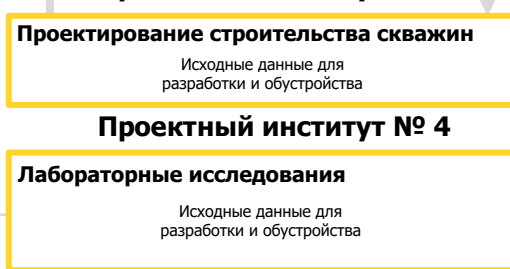 Проектирование строительства скважин
Исходные данные для
разработки и обустройства
Проектный институт № 4
Лабораторные исследования
Исходные данные для
разработки и обустройства